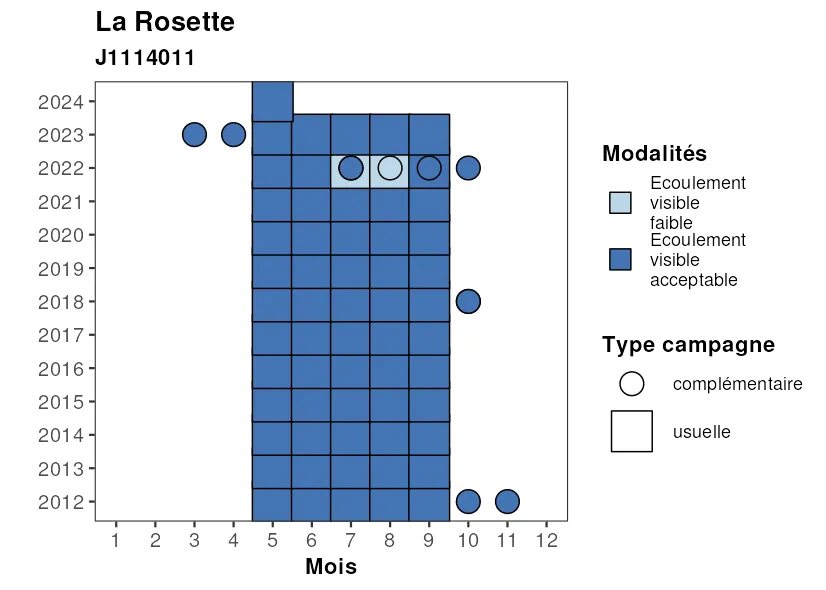 La Rosette
J1114011
2024
2023
2022
2021
2020
2019
2018
2017
2016
2015
2014
2013
2012
1 2 3 4 5 6 7 8 9 10 11 12
Mois
Modalités
Ecoulement
visible
faible
Ecoulement
visible
acceptable
Type campagne
complémentaire
usuelle